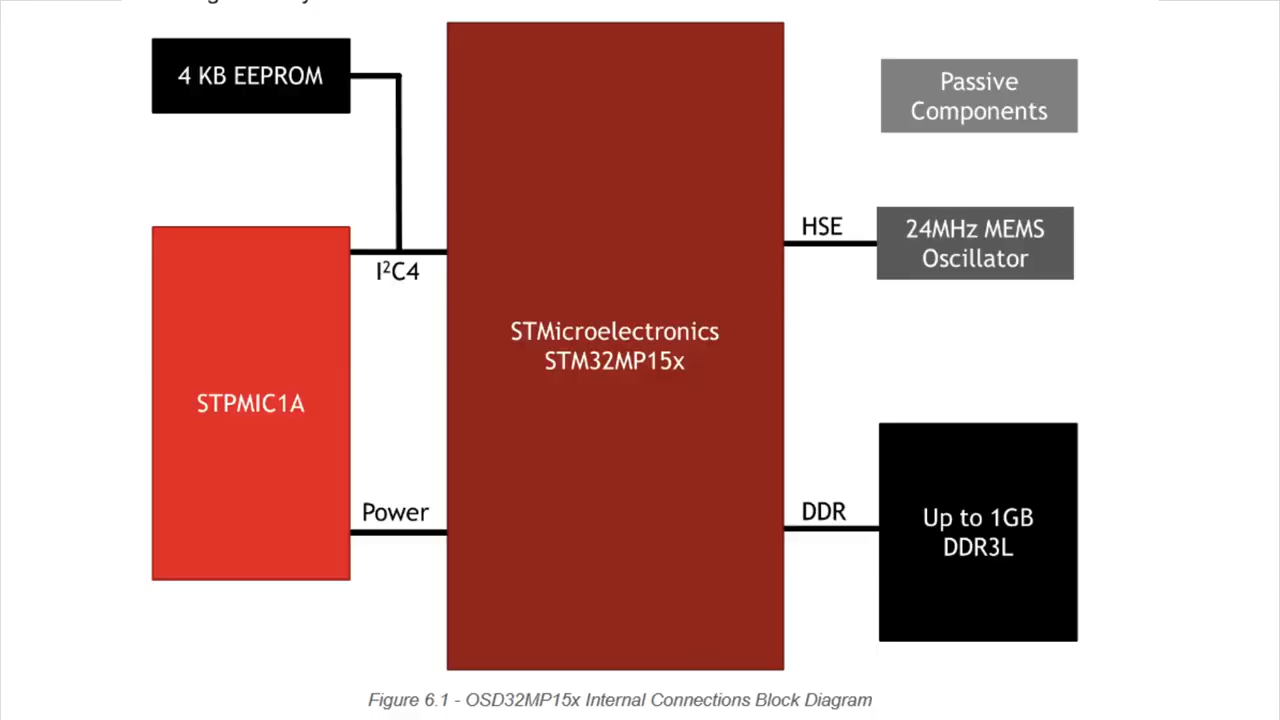 4 KB EEPROM
Passive
Components
HSE
24MHz MEMS
Oscillator
I²C4
STMicroelectronics
STM32MP15x
STPMIC1A
Power
DDR
Up to 1GB
DDR3L
Figure 6.1 - OSD32MP15x Internal Connections Block Diagram